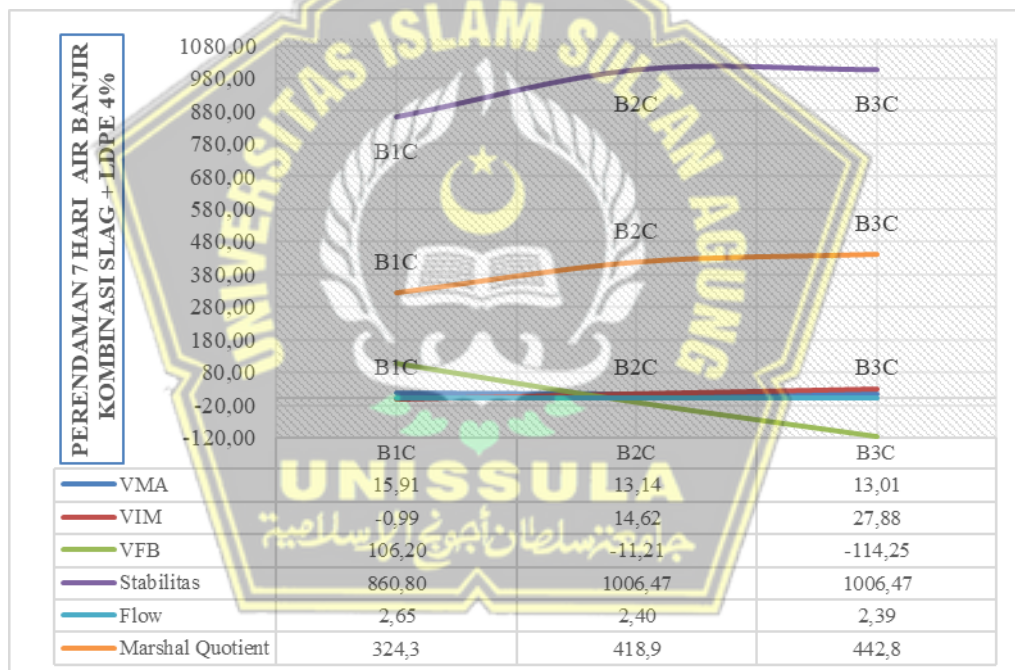 PERENDAMAN 7 HARI AIR BANJIR
KOMBINASI SLAG + LDPE 4%
1080,00
980,00
880,00
780,00
680,00
580,00
480,00
380,00
280,00
180,00
80,00
-20,00
-120,00
UNIVERSITAS ISLAM SULTAN AGUNG
B1C
B2C
B3C
B1C
B2C
B3C
B1C
B2C
B3C
B1C B2C B3C
UNISSULA
جامعتنسلطان أجونج الإسلامية
VMA 15,91 13,14 13,01
VIM -0,99 14,62 27,88
VFB 106,20 -11,21 -114,25
Stabilitas 860,80 1006,47 1006,47
Flow 2,65 2,40 2,39
Marshal Quotient 324,3 418,9 442,8